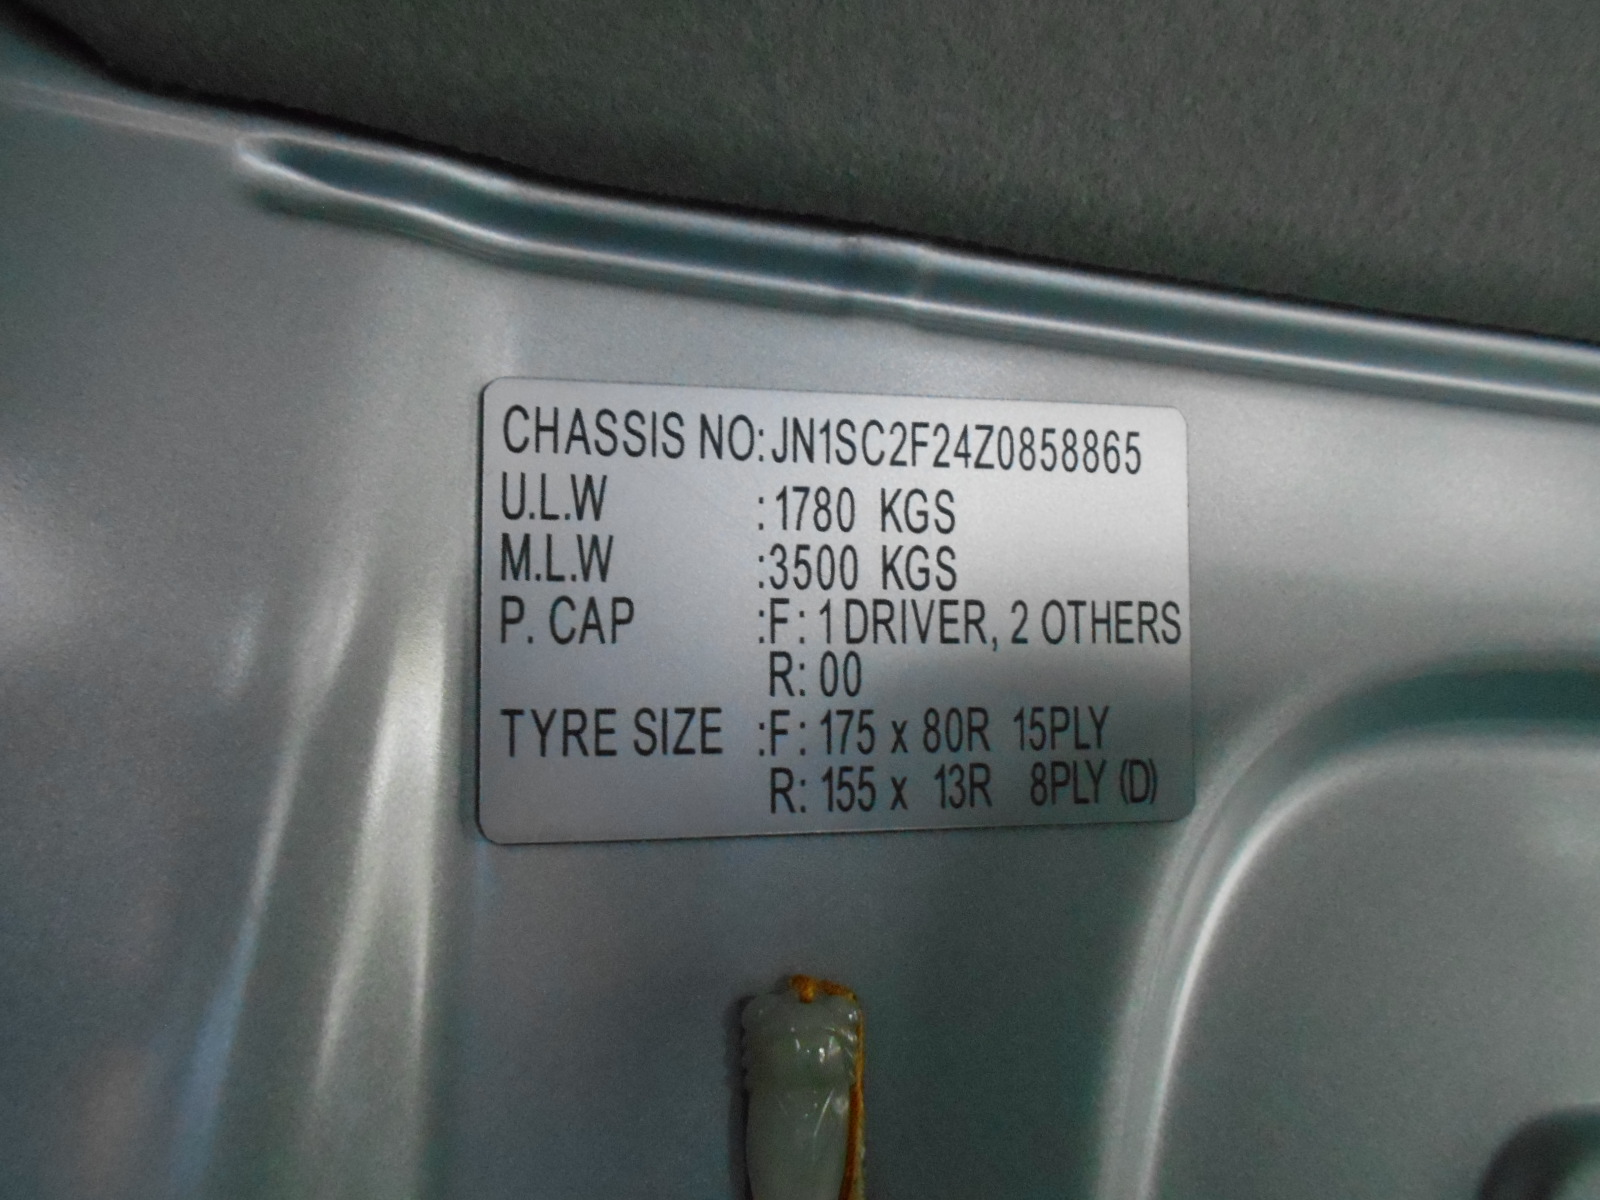 CHASSIS NO:JN1SC2F24Z0858865
U.L.W :1780 KGS
M.L.W :3500 KGS
P. CAP :F: 1 DRIVER, 2 OTHERS
R: 00
TYRE SIZE :F: 175 x 80R 15PLY
R: 155 x 13R 8PLY (D)